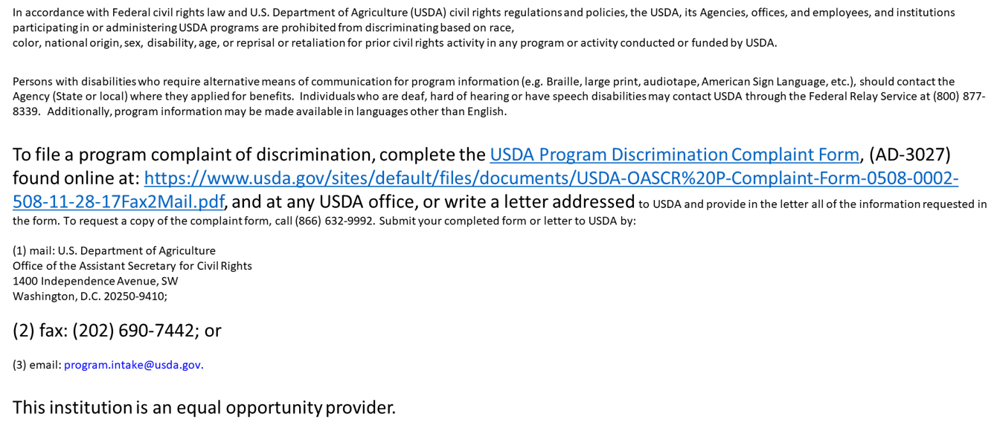 In accordance with Federal civil rights law and U.S. Department of Agriculture (USDA) civil rights regulations and policies, the USDA, its Agencies, offices, and employees, and institutions
participating in or administering USDA programs are prohibited from discriminating based on race,
color, national origin, sex, disability, age, or reprisal or retaliation for prior civil rights activity in any program or activity conducted or funded by USDA.
Persons with disabilities who require alternative means of communication for program information (e.g. Braille, large print, audiotape, American Sign Language, etc.), should contact the
Agency (State or local) where they applied for benefits. Individuals who are deaf, hard of hearing or have speech disabilities may contact USDA through the Federal Relay Service at (800) 877-
8339. Additionally, program information may be made available in languages other than English.
To file a program complaint of discrimination, complete the USDA Program Discrimination Complaint Form, (AD-3027)
found online at: https://www.usda.gov/sites/default/files/documents/USDA-OASCR%20P-Complaint-Form-0508-0002-
508-11-28-17Fax2Mail.pdf, and at any USDA office, or write a letter addressed to USDA and provide in the letter all of the information requested in
the form. To request a copy of the complaint form, call (866) 632-9992. Submit your completed form or letter to USDA by:
(1) mail: U.S. Department of Agriculture
Office of the Assistant Secretary for Civil Rights
1400 Independence Avenue, SW
Washington, D.C. 20250-9410;
(2) fax: (202) 690-7442; or
(3) email: program.intake@usda.gov.
This institution is an equal opportunity provider.